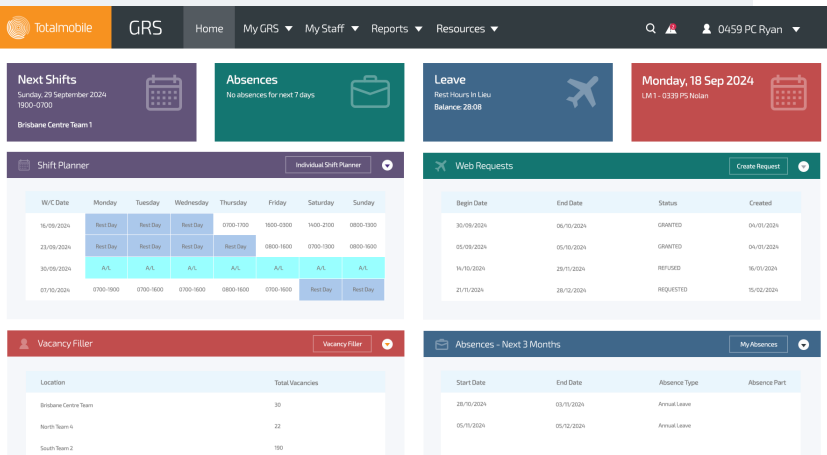 Totalmobile
GRS
Home My GRS My Staff Reports Resources
0459 PC Ryan
Next Shifts
Sunday, 29 September 2024
1900-0700
Brisbane Centre Team 1
Absences
No absences for next 7 days
Leave
Rest Hours In Lieu
Balance: 28:08
Monday, 18 Sep 2024
LM 1 - 0339 PS Nolan
Shift Planner
Individual Shift Planner
W/C Date Monday Tuesday Wednesday Thursday Friday Saturday Sunday
16/09/2024 Rest Day Rest Day Rest Day 0700-1700 1600-0300 1400-2100 0800-1300
23/09/2024 Rest Day Rest Day Rest Day Rest Day 0800-1600 0700-1300 0800-1600
30/09/2024 A/L A/L A/L A/L A/L A/L A/L
07/10/2024 0700-1900 0700-1600 0700-1600 0800-1600 0700-1600 Rest Day Rest Day
Web Requests
Create Request
Begin Date End Date Status Created
30/09/2024 06/10/2024 GRANTED 04/01/2024
05/09/2024 05/10/2024 GRANTED 04/01/2024
14/10/2024 29/11/2024 REFUSED 16/01/2024
21/11/2024 28/12/2024 REQUESTED 15/02/2024
Vacancy Filler
Vacancy Filler
Location Total Vacancies
Brisbane Centre Team 30
North Team 4 22
South Team 2 190
Absences - Next 3 Months
My Absences
Start Date End Date Absence Type Absence Part
28/10/2024 03/11/2024 Annual Leave
05/11/2024 05/12/2024 Annual Leave